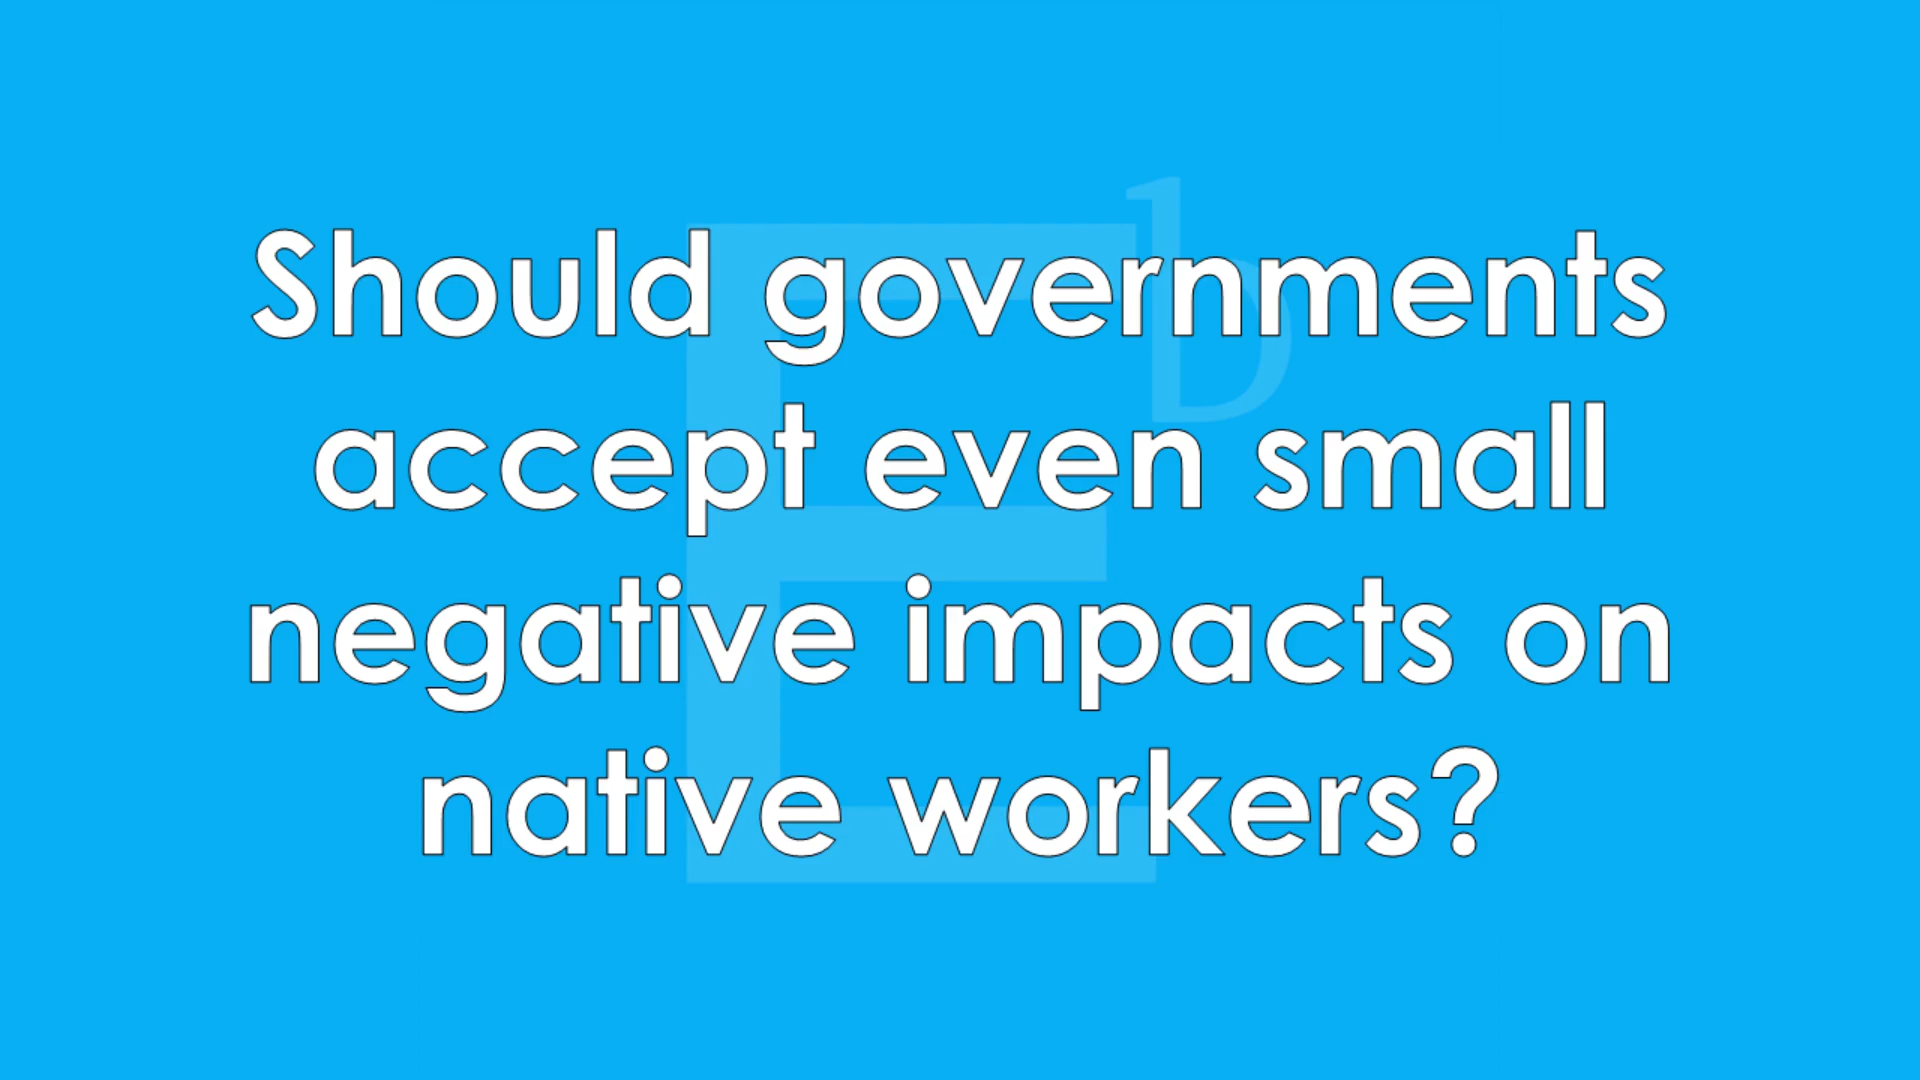 Should governments
accept even small
negative impacts on
native workers?
E
b